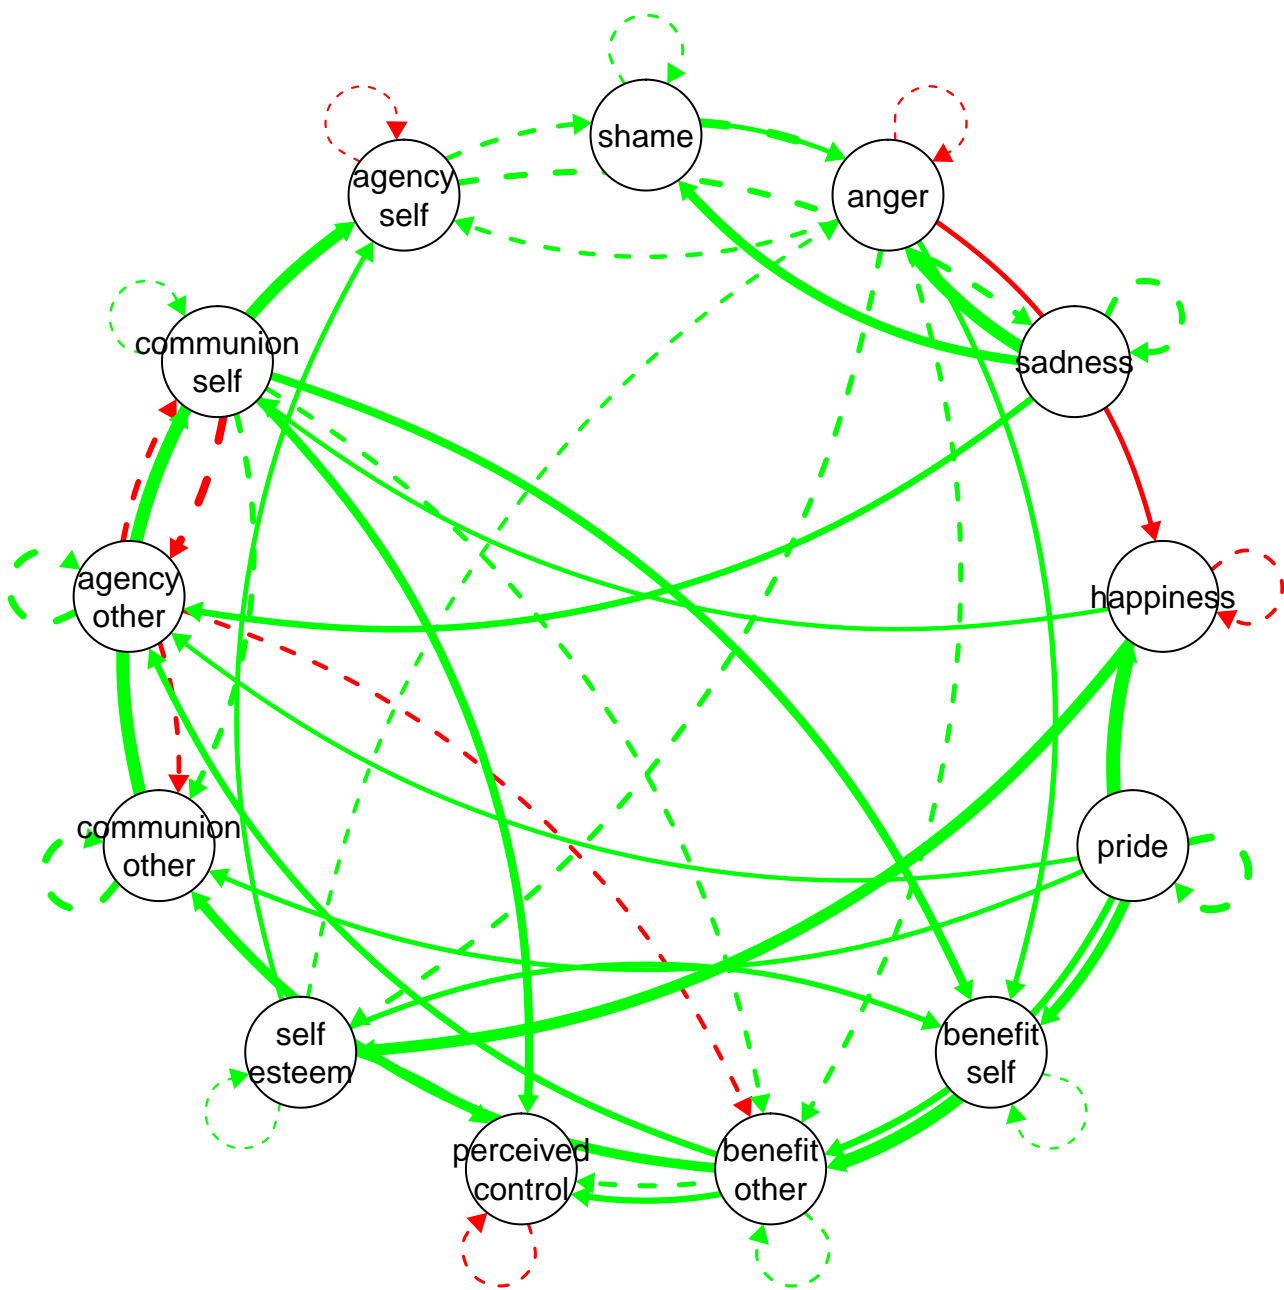 shame
agency
self
anger
communion
self
sadness
agency
other
happiness
communion
other
pride
self
esteem
benefit
self
perceived
control
benefit
other